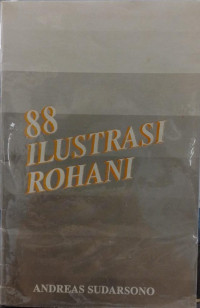 88
ILUSTRASI
ROHANI
ANDREAS SUDARSONO